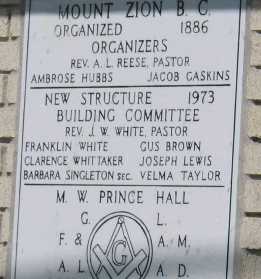 MOUNT ZION B. C.
ORGANIZED 1886
ORGANIZERS
REV. A. L. REESE, PASTOR
AMBROSE HUBBS JACOB GASKINS
NEW STRUCTURE 1973
BUILDING COMMITTEE
REV. J. W. WHITE, PASTOR
FRANKLIN WHITE GUS BROWN
CLARENCE WHITTAKER JOSEPH LEWIS
BARBARA SINGLETON SEC. VELMA TAYLOR
M. W. PRINCE HALL
G. L.
F. & A. M.
G
A. L A. D.